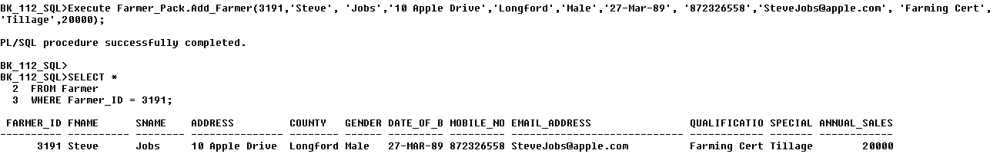 BK_112_SQL>Execute Farmer_Pack.Add_Farmer(3191,'Steve', 'Jobs','10 Apple Drive','Longford','Male','27-Mar-89', '872326558','SteveJobs@apple.com', 'Farming Cert',
'Tillage',20000);
PL/SQL procedure successfully completed.
BK_112_SQL>
BK_112_SQL>SELECT *
2 FROM Farmer
3 WHERE Farmer_ID = 3191;
FARMER_ID FNAME SNAME ADDRESS COUNTY GENDER DATE_OF_B MOBILE_NO EMAIL_ADDRESS QUALIFICATIO SPECIAL ANNUAL_SALES
---------- ---------- -------- --------------- -------- ------ --------- --------- ---------------------------- ------------ ------- ------------
3191 Steve Jobs 10 Apple Drive Longford Male 27-MAR-89 872326558 SteveJobs@apple.com Farming Cert Tillage 20000